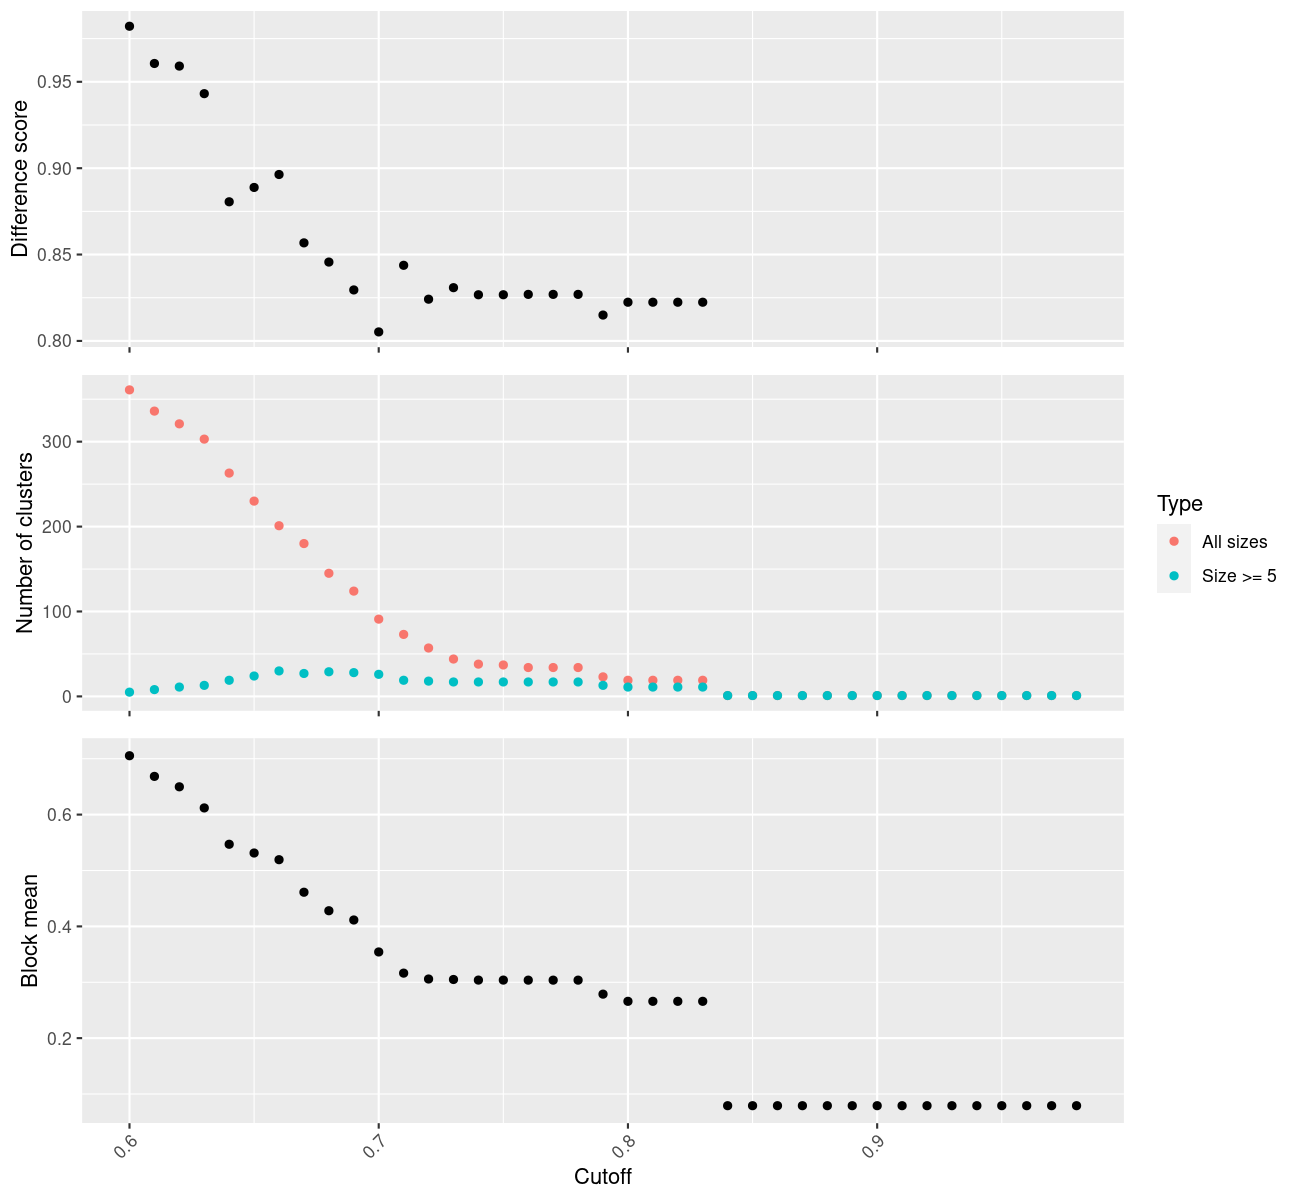 Difference score
0.95
0.90
0.85
0.80
Number of clusters
300
200
100
0
Type
All sizes
Size >= 5
Block mean
0.6
0.4
0.2
0.6 0.7 0.8 0.9
Cutoff